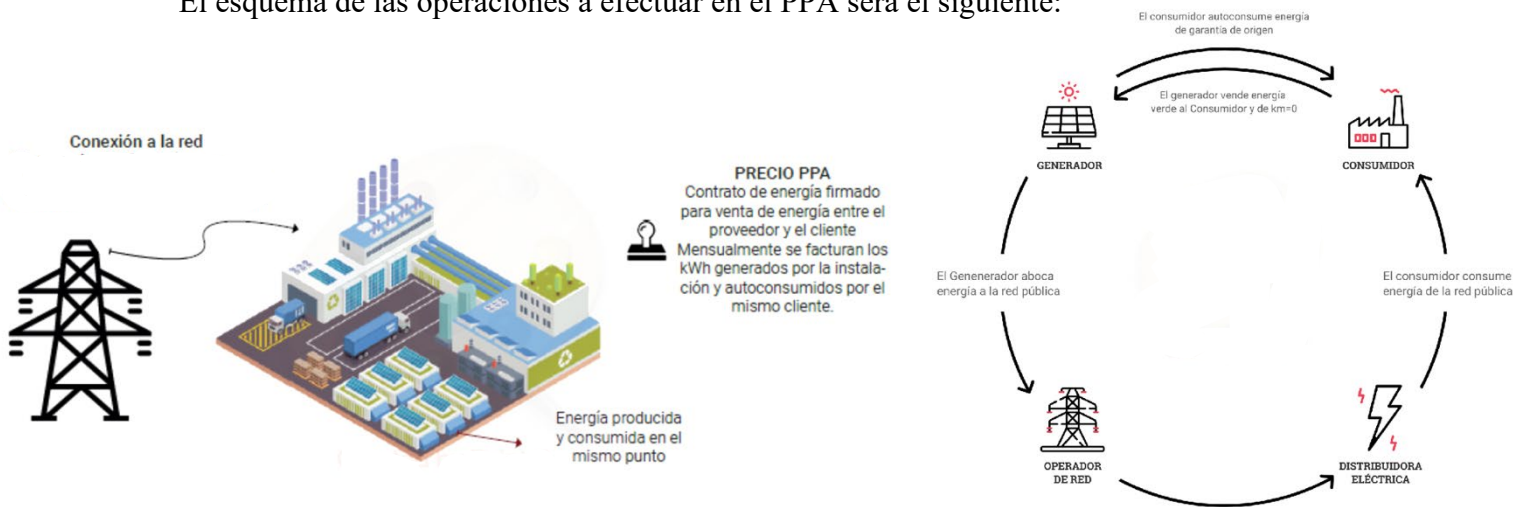 El esquema de las operaciones a efectuar en el PPA será el siguiente:
Conexión a la red
PRECIO PPA
Contrato de energía firmado
para venta de energía entre el
proveedor y el cliente
Mensualmente se facturan los
kWh generados por la instala-
ción y autoconsumidos por el
mismo cliente.
Energía producida
y consumida en el
mismo punto
El consumidor autoconsume energía
de garantía de origen
El generador vende energía
verde al Consumidor y de km=0
GENERADOR
CONSUMIDOR
El Genenerador aboca
energía a la red pública
El consumidor consume
energía de la red pública
OPERADOR
DE RED
DISTRIBUIDORA
ELÉCTRICA